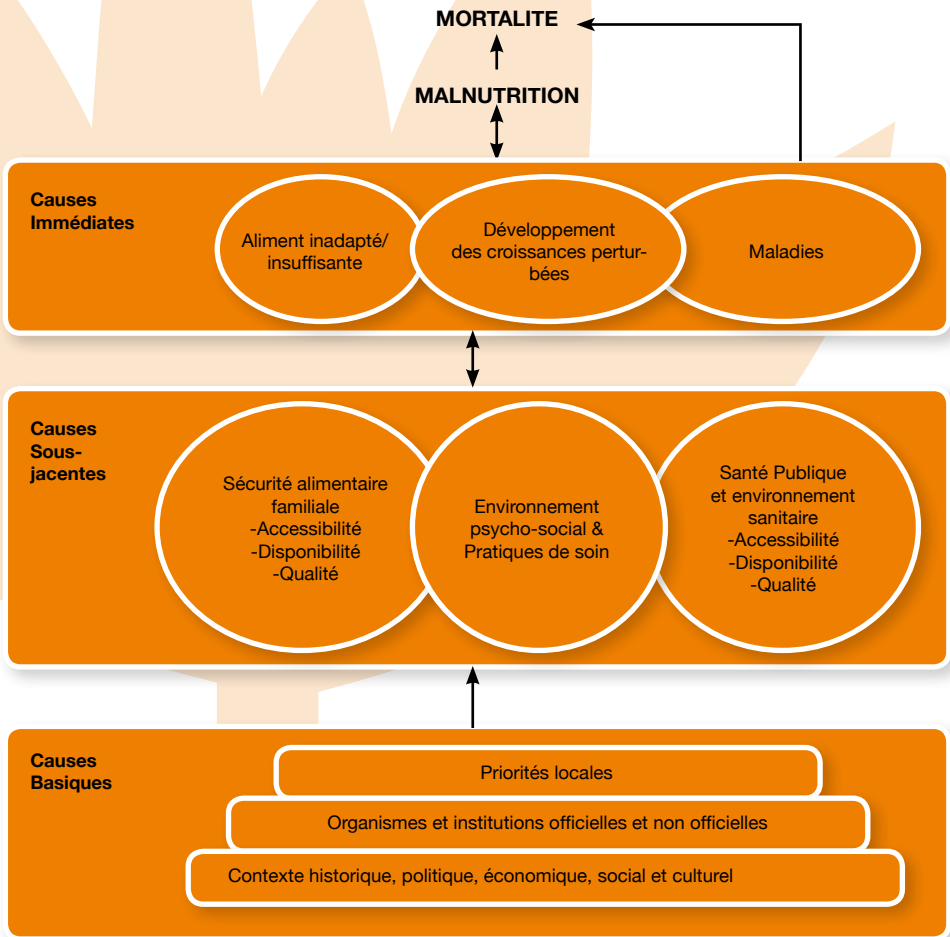 MORTALITE
MALNUTRITION
Causes
Immédiates
Aliment inadapté/
insuffisante
Développement
des croissances pertur-
bées
Maladies
Causes
Sous-
jacentes
Sécurité alimentaire
familiale
-Accessibilité
-Disponibilité
-Qualité
Environnement
psycho-social &
Pratiques de soin
Santé Publique
et environnement
sanitaire
-Accessibilité
-Disponibilité
-Qualité
Causes
Basiques
Priorités locales
Organismes et institutions officielles et non officielles
Contexte historique, politique, économique, social et culturel